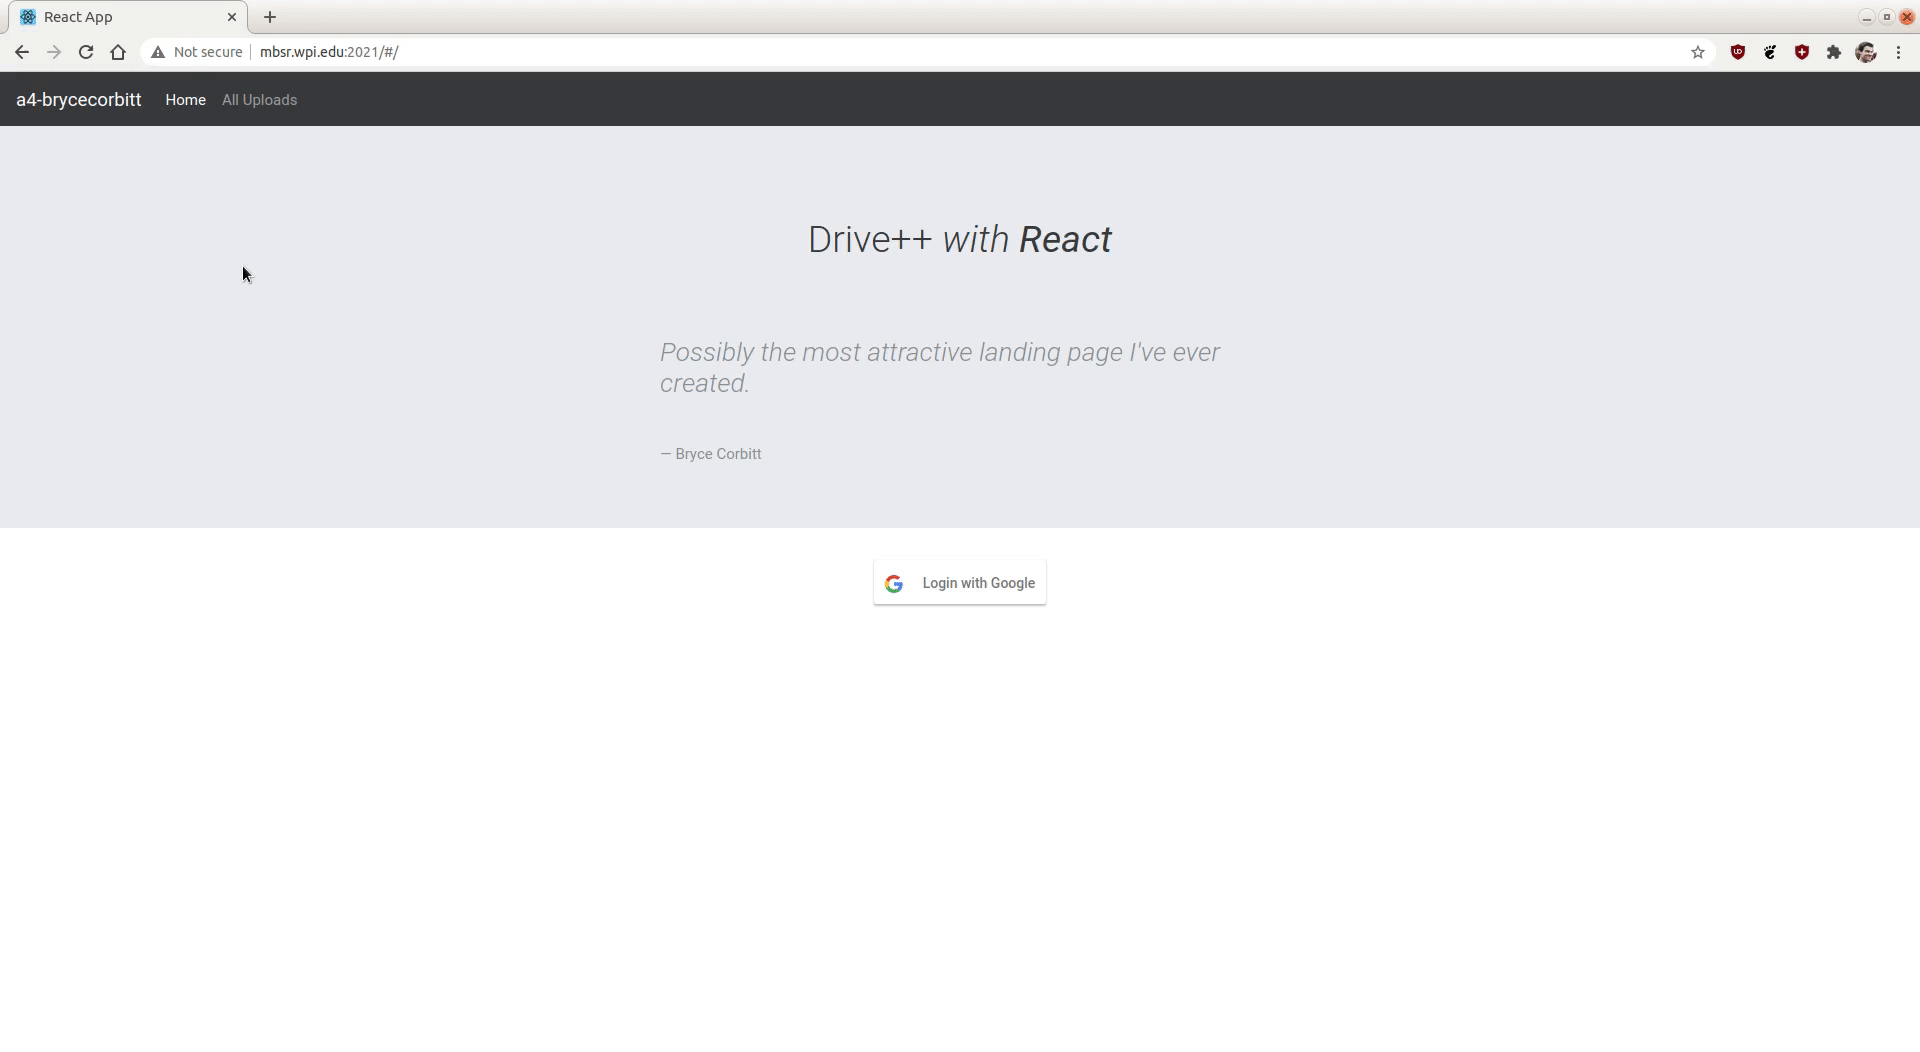 React App
Not secure mbsr.wpi.edu:2021/#/
a4-brycecorbitt Home All Uploads
Drive++ with React
Possibly the most attractive landing page I've ever
created.
— Bryce Corbitt
Login with Google